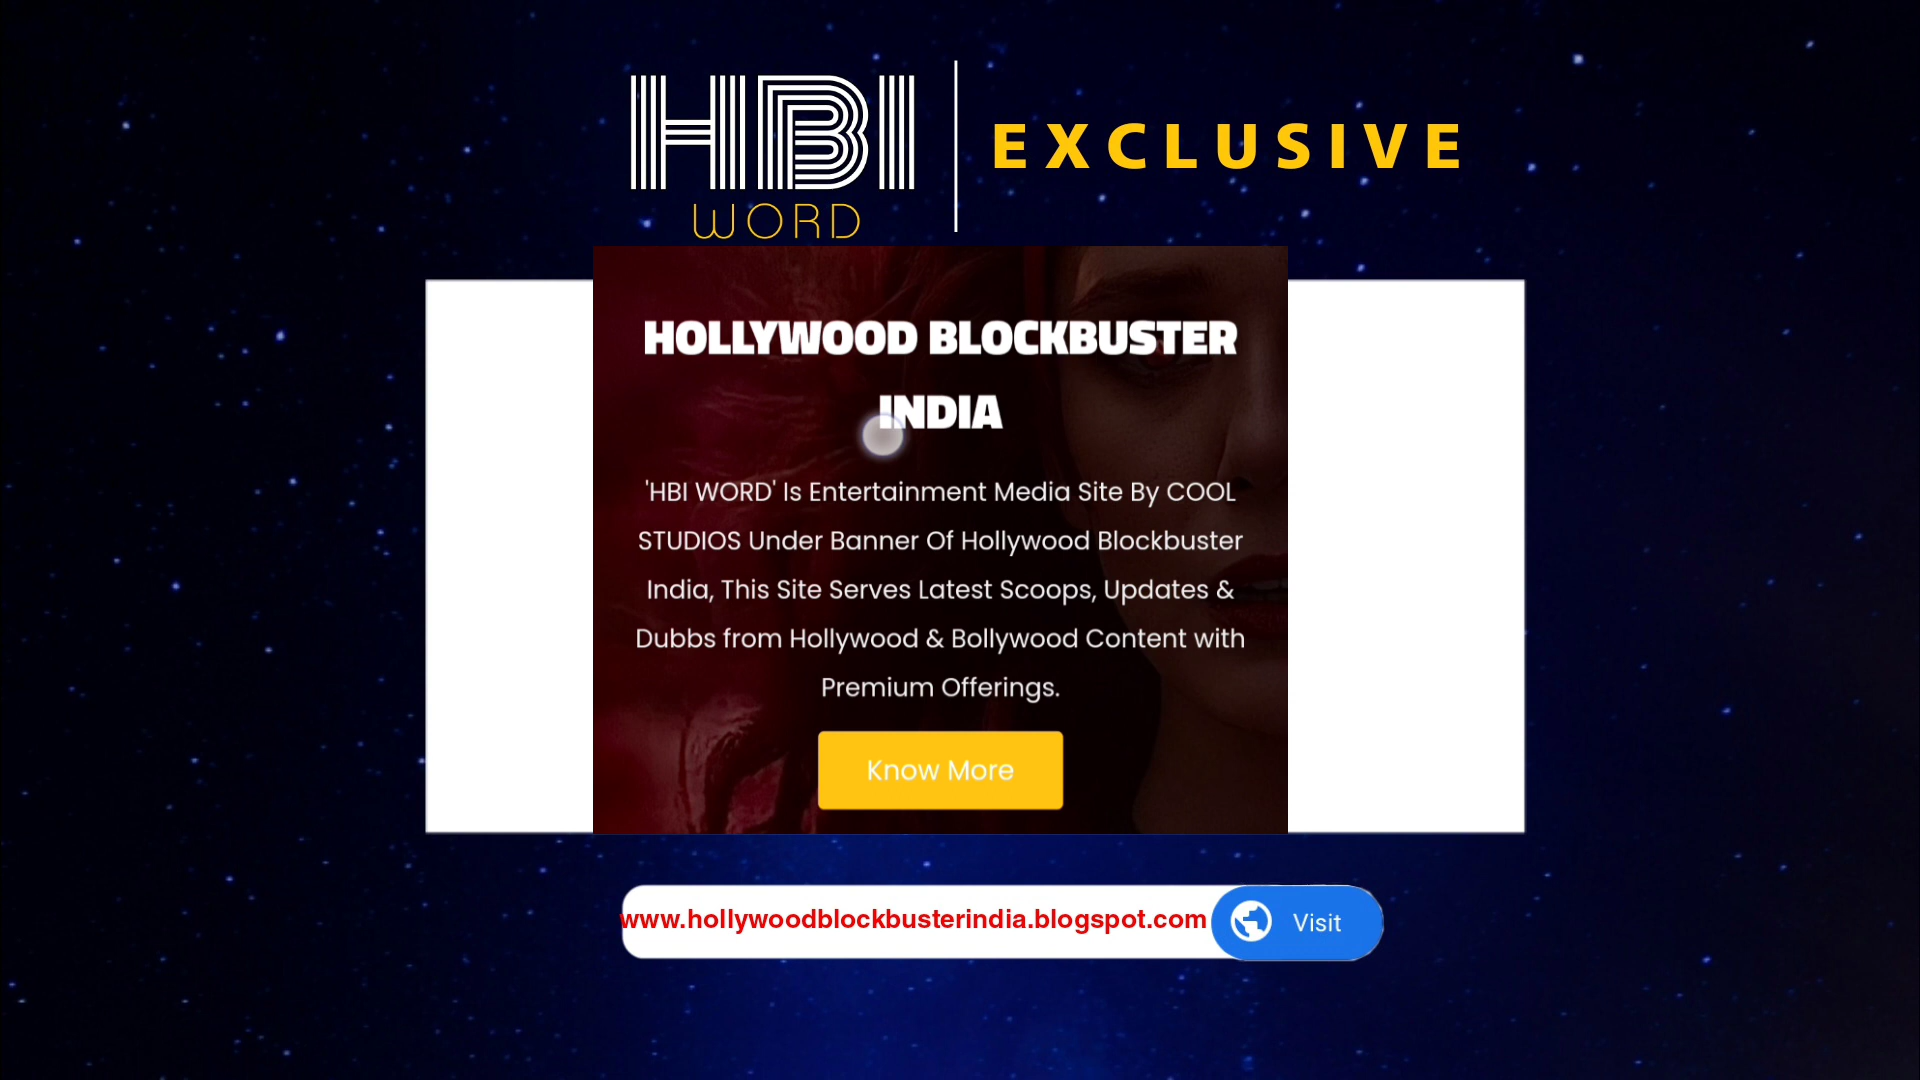 HBI
WORD
EXCLUSIVE
HOLLYWOOD BLOCKBUSTER
INDIA
'HBI WORD' Is Entertainment Media Site By COOL
STUDIOS Under Banner Of Hollywood Blockbuster
India, This Site Serves Latest Scoops, Updates &
Dubbs from Hollywood & Bollywood Content with
Premium Offerings.
Know More
www.hollywoodblockbusterindia.blogspot.com
Visit